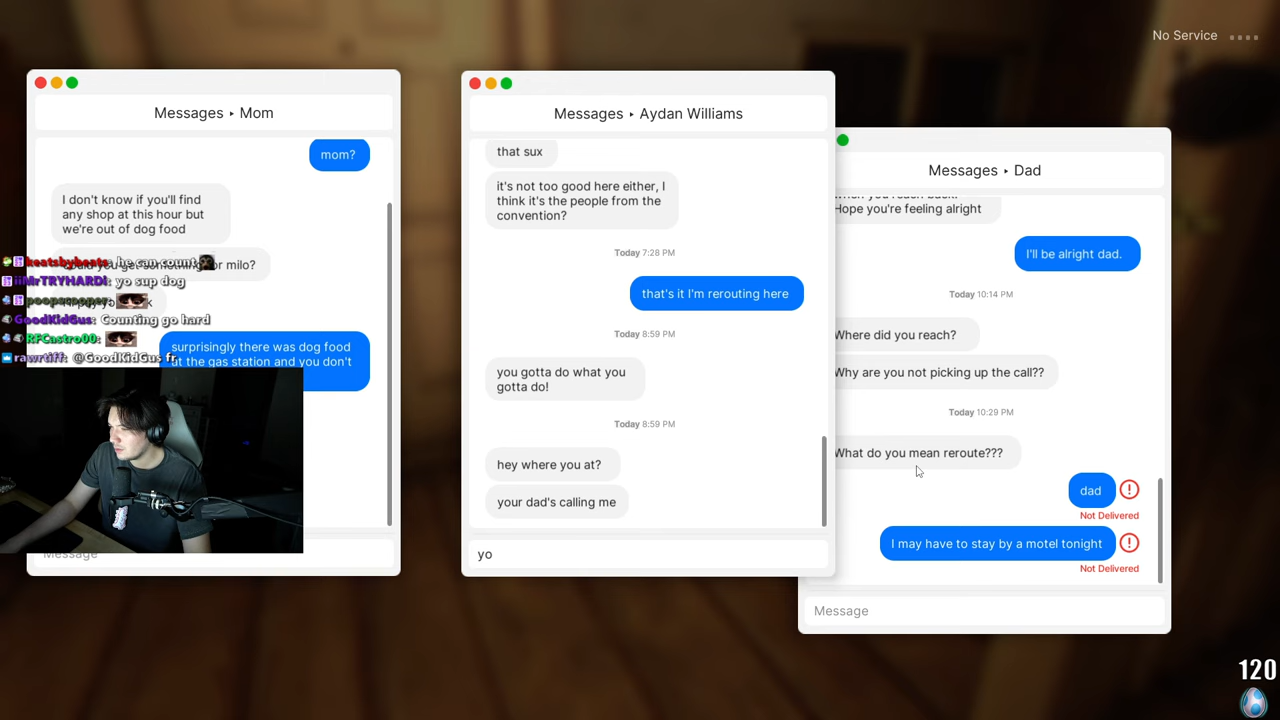 No Service
Messages ▸ Mom
mom?
I don't know if you'll find
any shop at this hour but
we're out of dog food
or milo?
surprisingly there was dog food
at the gas station and you don't
Message
keatsbybeats: he can count
iiMrTRYHARDi: yo sup dog
poopscooper:
GoodKidGus: Counting go hard
RFCastro00:
rawrtiff: @GoodKidGus fr
Messages ▸ Aydan Williams
that sux
it's not too good here either, I
think it's the people from the
convention?
Today 7:28 PM
that's it I'm rerouting here
Today 8:59 PM
you gotta do what you
gotta do!
Today 8:59 PM
hey where you at?
your dad's calling me
yo
Messages ▸ Dad
when you reach back.
Hope you're feeling alright
I'll be alright dad.
Today 10:14 PM
Where did you reach?
Why are you not picking up the call??
Today 10:29 PM
What do you mean reroute???
dad
Not Delivered
I may have to stay by a motel tonight
Not Delivered
Message
120